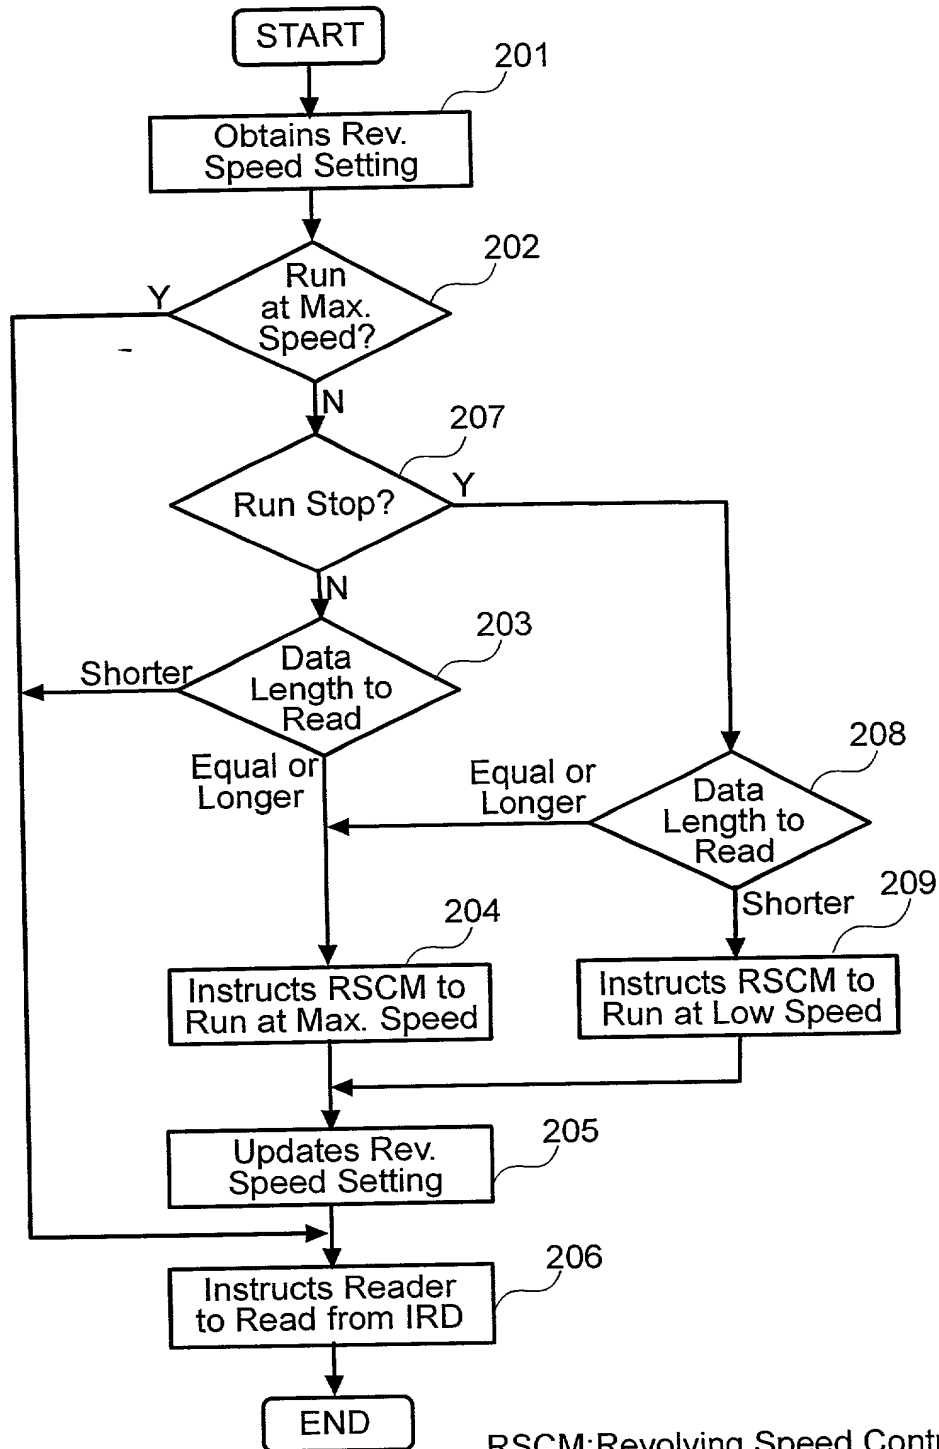 START
201
Obtains Rev.
Speed Setting
202
Y
Run
at Max.
Speed?
N
207
Run Stop?
Y
N
203
Shorter
Data
Length to
Read
208
Equal or
Longer
Equal or
Longer
Data
Length to
Read
209
Shorter
204
Instructs RSCM to
Run at Max. Speed
Instructs RSCM to
Run at Low Speed
205
Updates Rev.
Speed Setting
206
Instructs Reader
to Read from IRD
END
RSCM:Revolving Speed